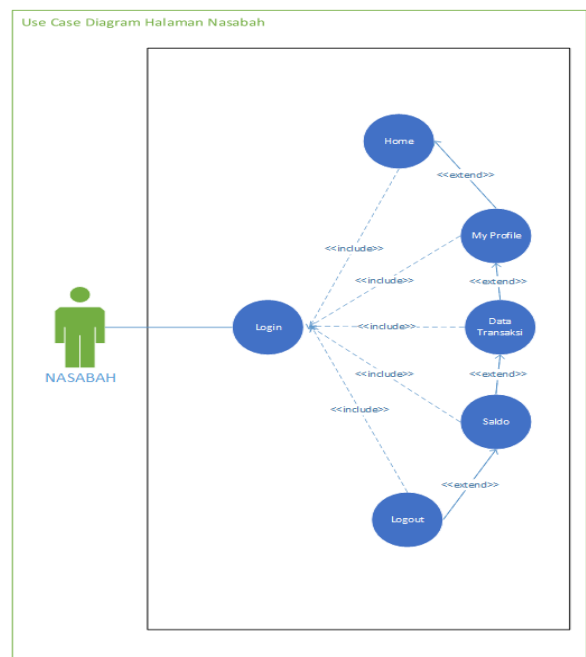 Use Case Diagram Halaman Nasabah
Home
<<extend>>
My Profile
<<include>>
<<extend>>
<<include>>
Login
<<include>>
Data
Transaksi
NASABAH
<<include>>
<<extend>>
<<include>>
Saldo
<<extend>>
Logout